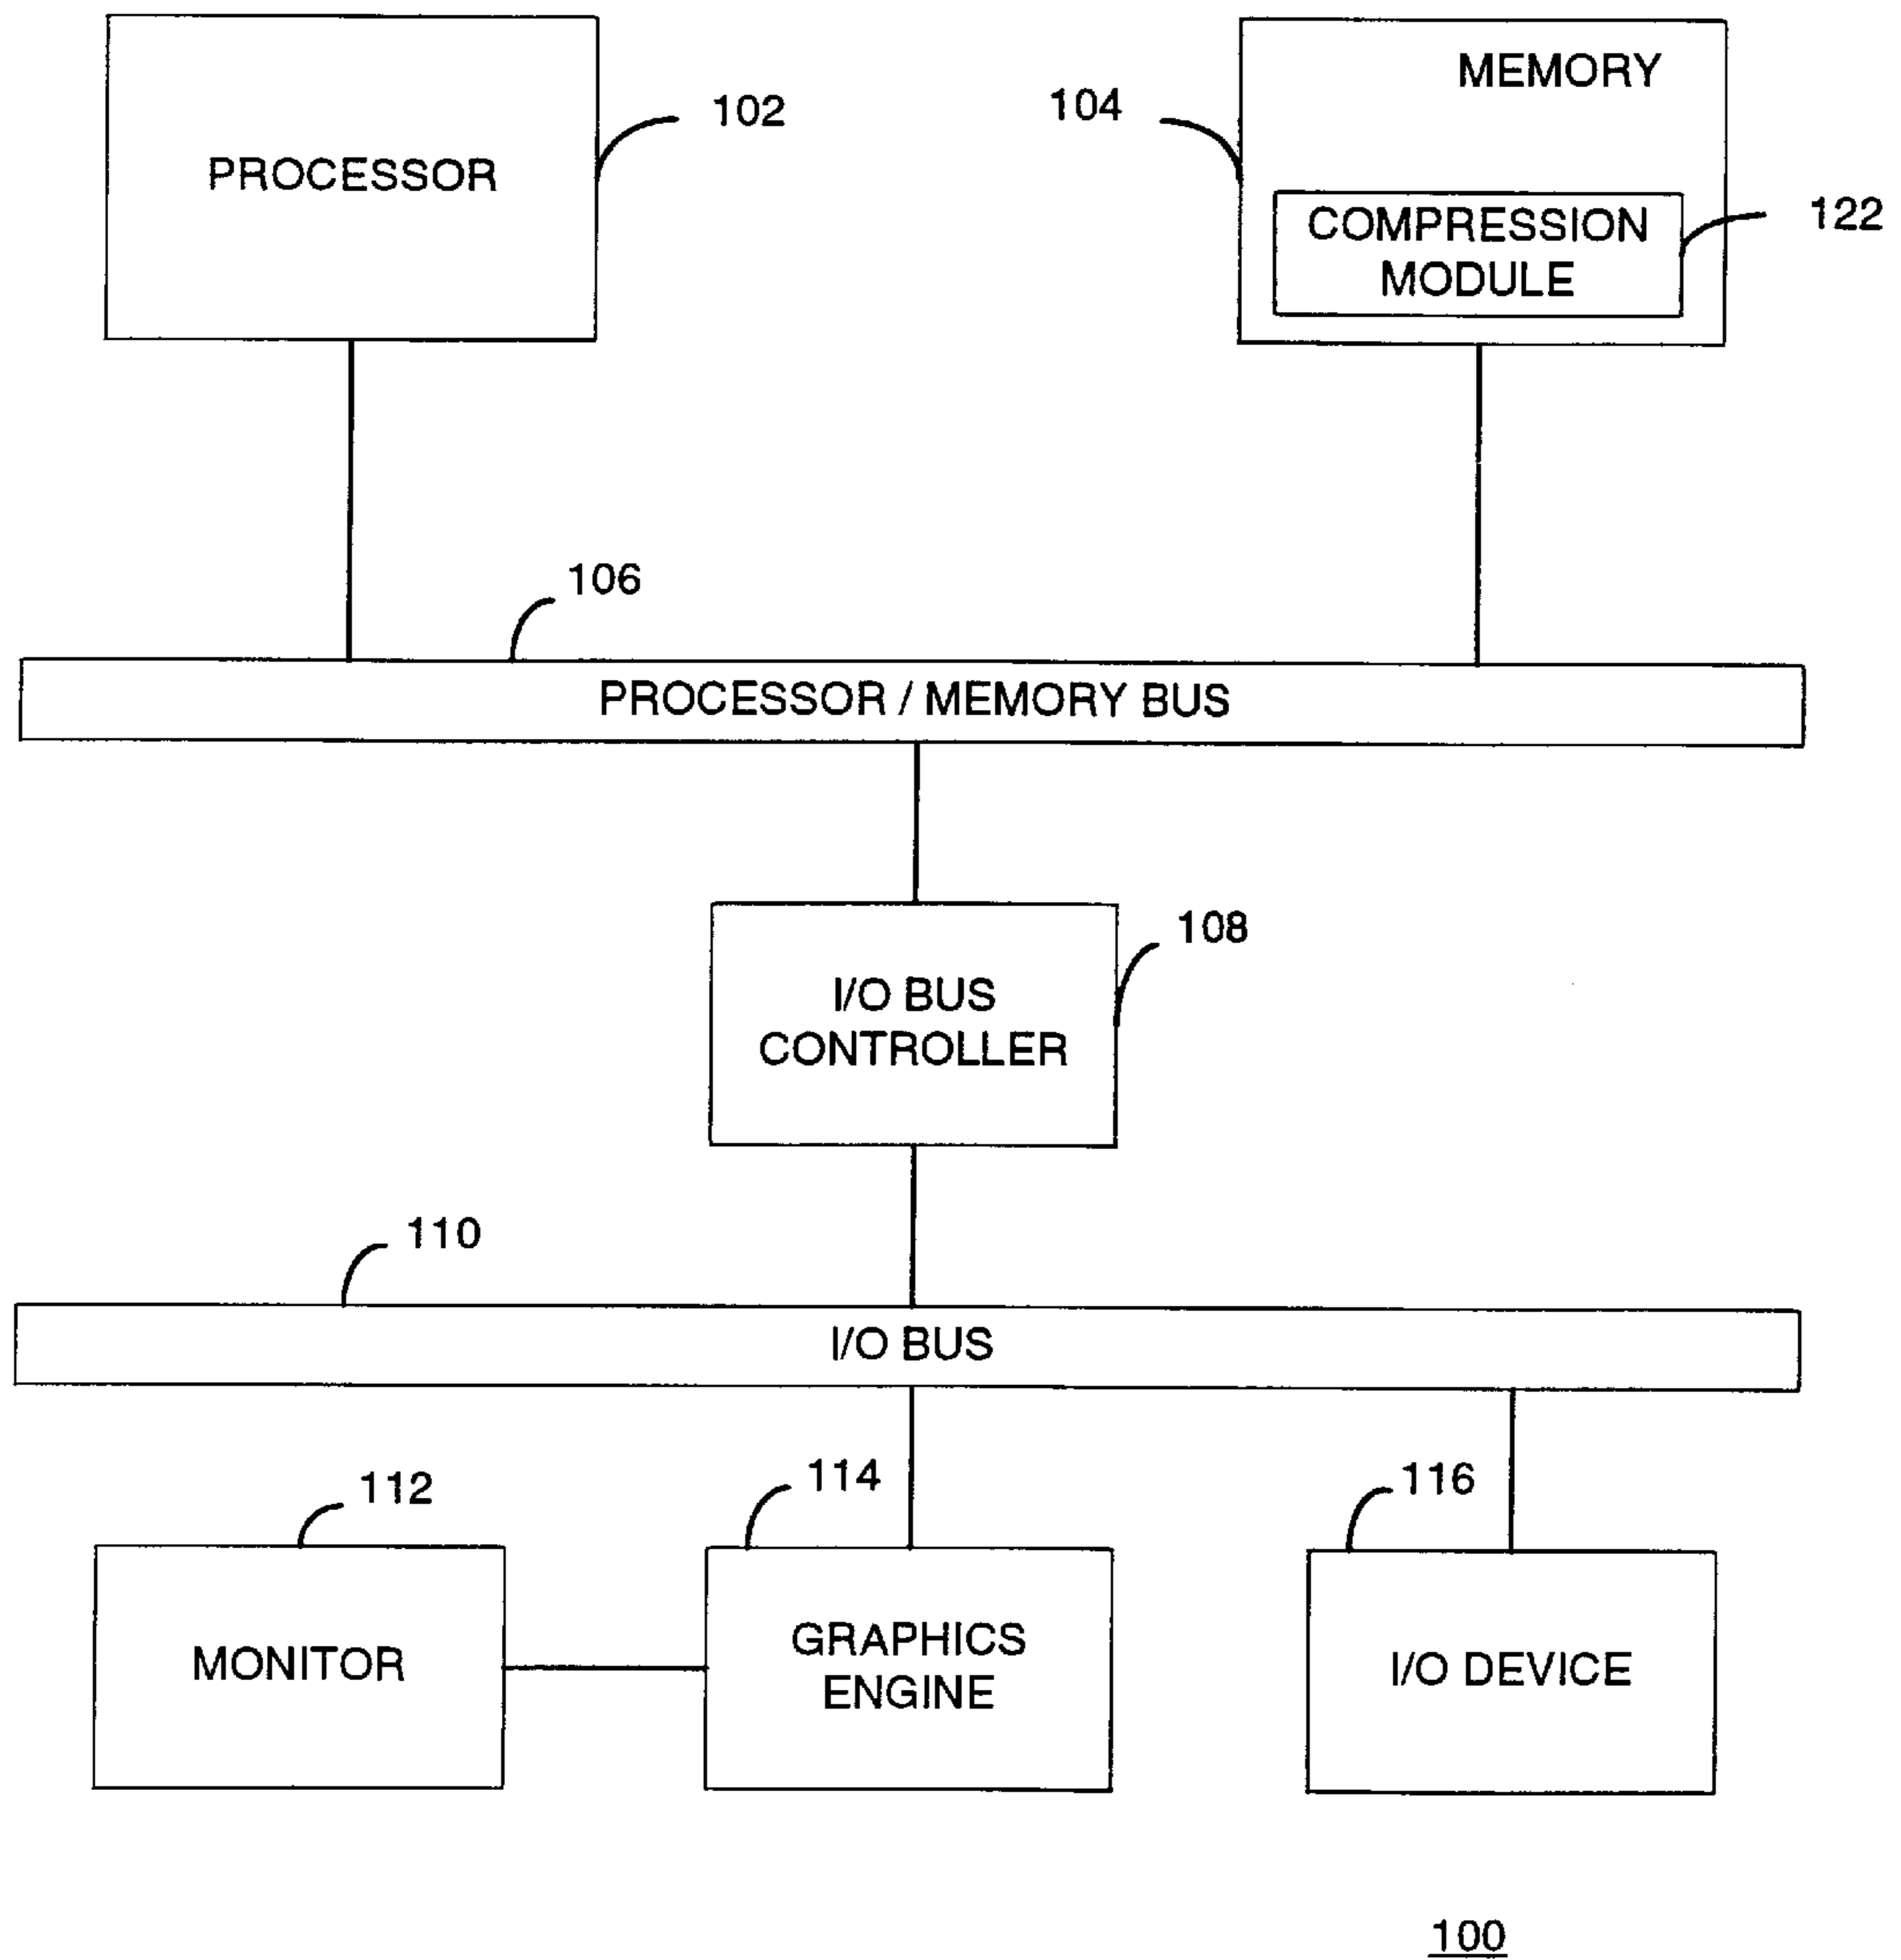 MEMORY
102
104
PROCESSOR
COMPRESSION
MODULE
122
106
PROCESSOR / MEMORY BUS
108
I/O BUS
CONTROLLER
110
I/O BUS
112
114
116
MONITOR
GRAPHICS
ENGINE
I/O DEVICE
100